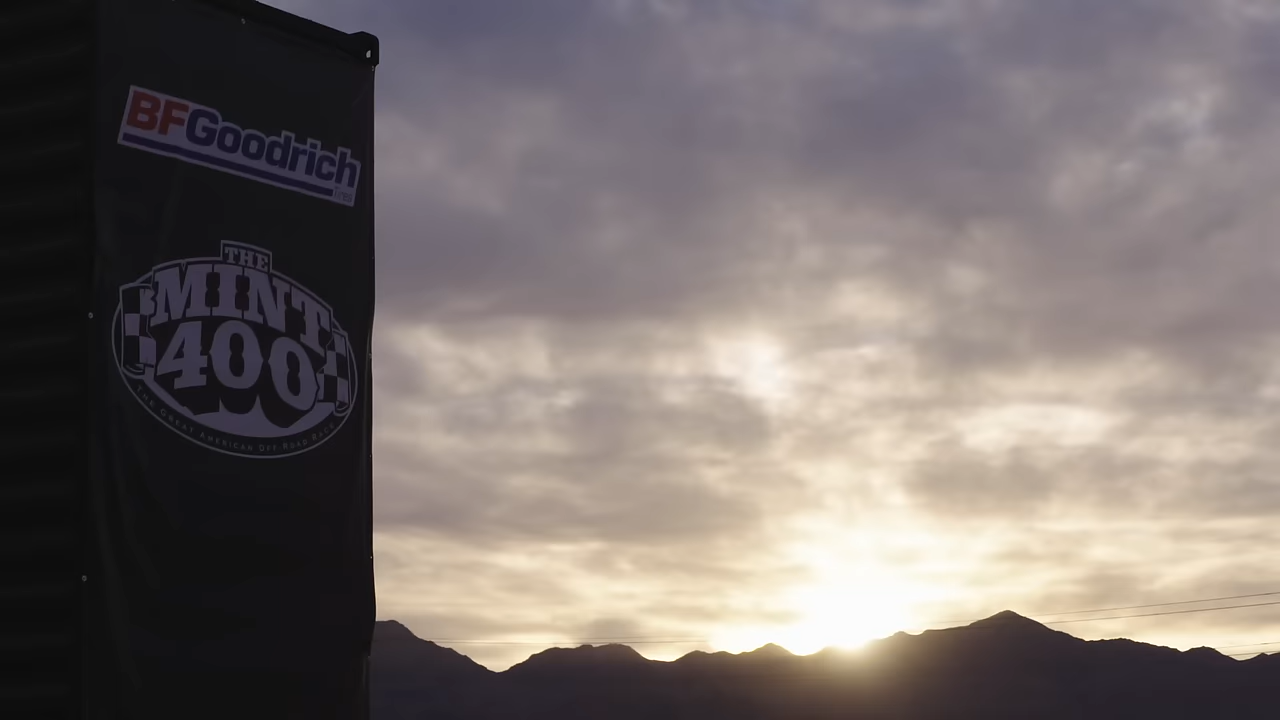 BFGoodrich
Tires
THE
MINT
400
THE GREAT AMERICAN OFF-ROAD RACE